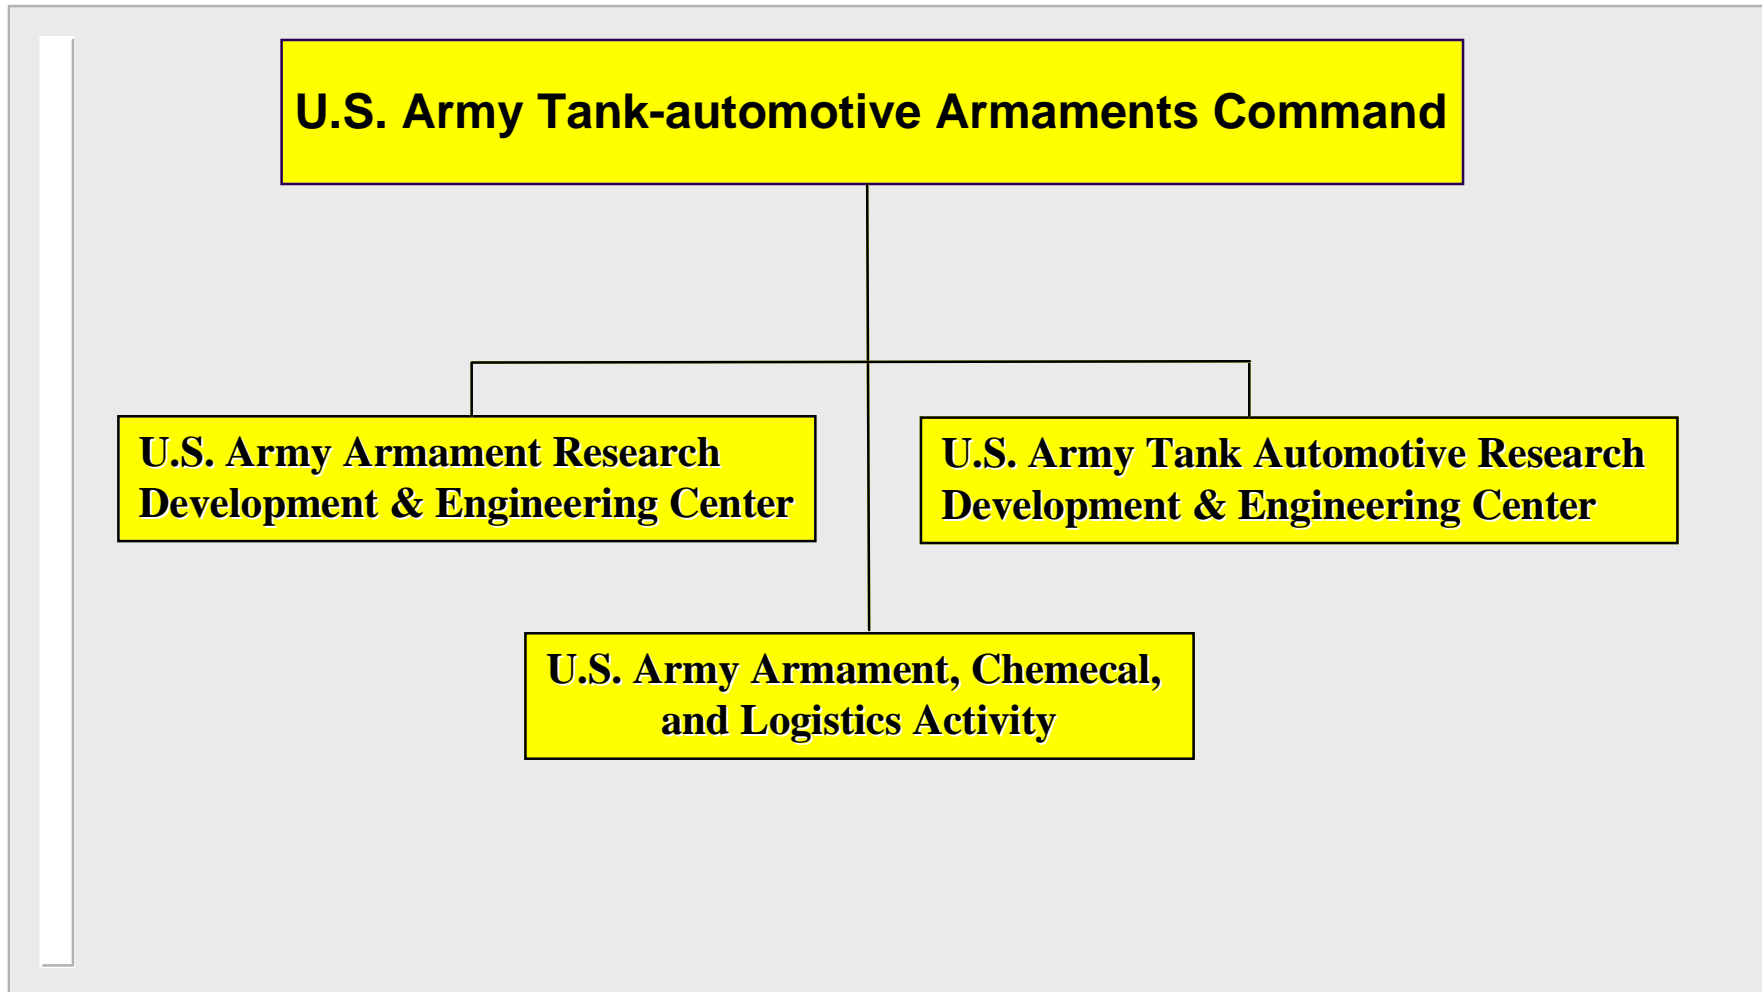 U.S. Army Tank-automotive Armaments Command
U.S. Army Armament Research
Development & Engineering Center
U.S. Army Tank Automotive Research
Development & Engineering Center
U.S. Army Armament, Chemecal,
and Logistics Activity